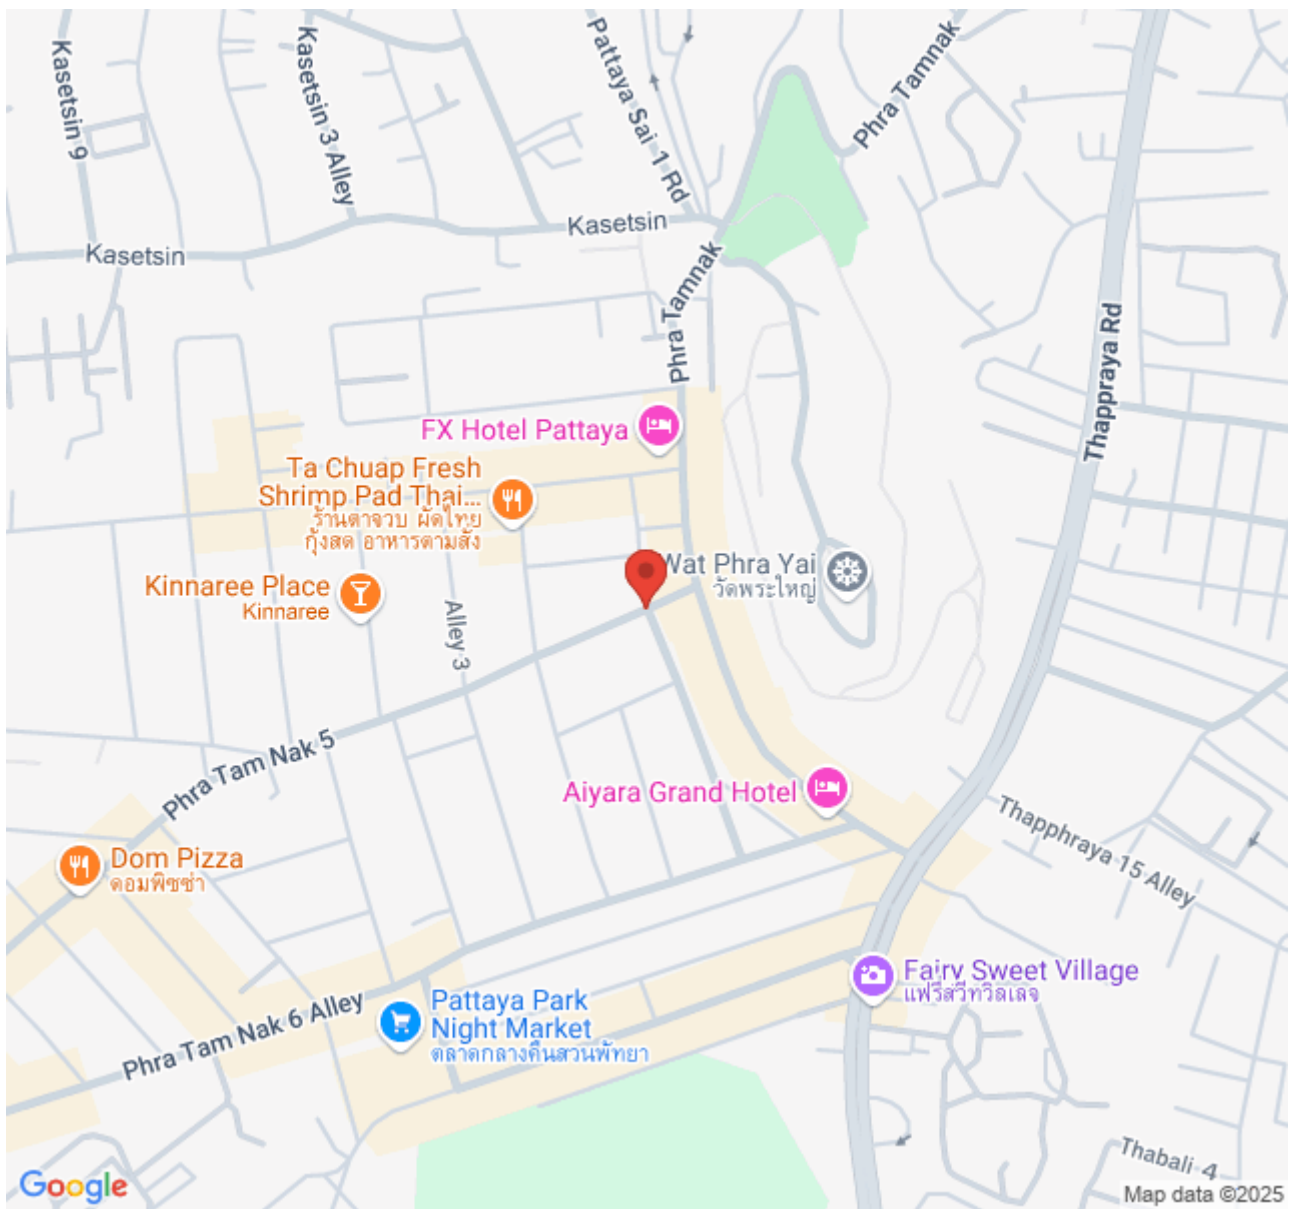 Kasetsin 9
Kasetsin 3 Alley
Pattaya Sai 1 Rd
Phra Tamnak
Kasetsin
Kasetsin
Phra Tamnak
Thappraya Rd
FX Hotel Pattaya
Ta Chuap Fresh
Shrimp Pad Thai...
ร้านตาจวบ ผัดไทย
กุ้งสด อาหารตามสั่ง
Wat Phra Yai
วัดพระใหญ่
Kinnaree Place
Kinnaree
Alley 3
Phra Tam Nak 5
Aiyara Grand Hotel
Thapphraya 15 Alley
Dom Pizza
ดอมพิซซ่า
Fairy Sweet Village
แฟรี่สวีทวิลเลจ
Pattaya Park
Night Market
ตลาดกลางคืนสวนพัทยา
Phra Tam Nak 6 Alley
Thabali 4
Google
Map data ©2025